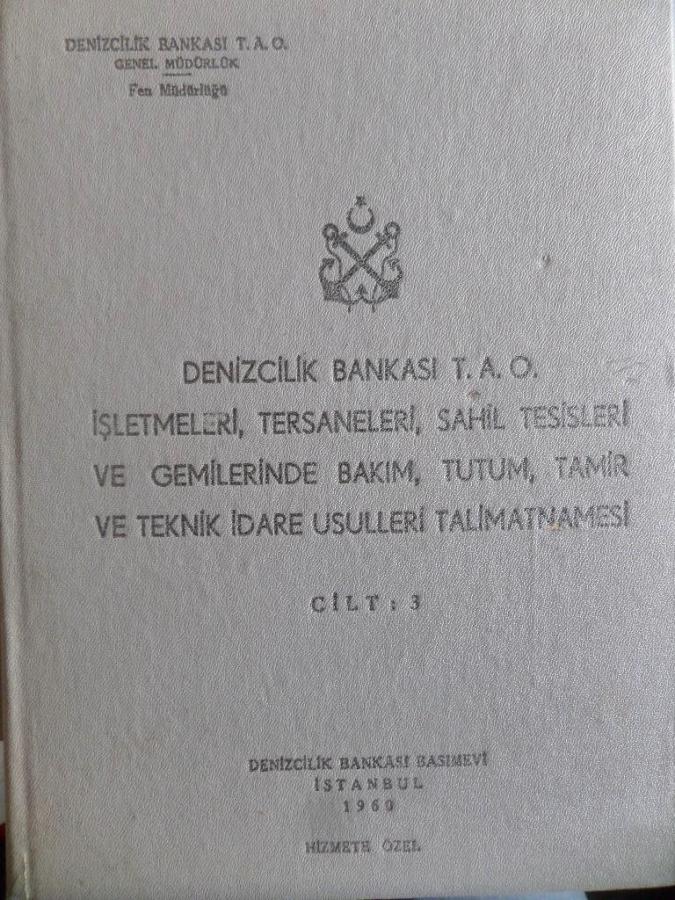 DENİZCİLİK BANKASI T. A. O.
GENEL MÜDÜRLÜK
Fen Müdürlüğü
DENİZCİLİK BANKASI T. A. O.
İŞLETMELERİ, TERSANELERİ, SAHİL TESİSLERİ
VE GEMİLERİNDE BAKIM, TUTUM, TAMİR
VE TEKNİK İDARE USULLERİ TALİMATNAMESİ
CİLT : 3
DENİZCİLİK BANKASI BASIMEVİ
İSTANBUL
1960
HİZMETE ÖZEL